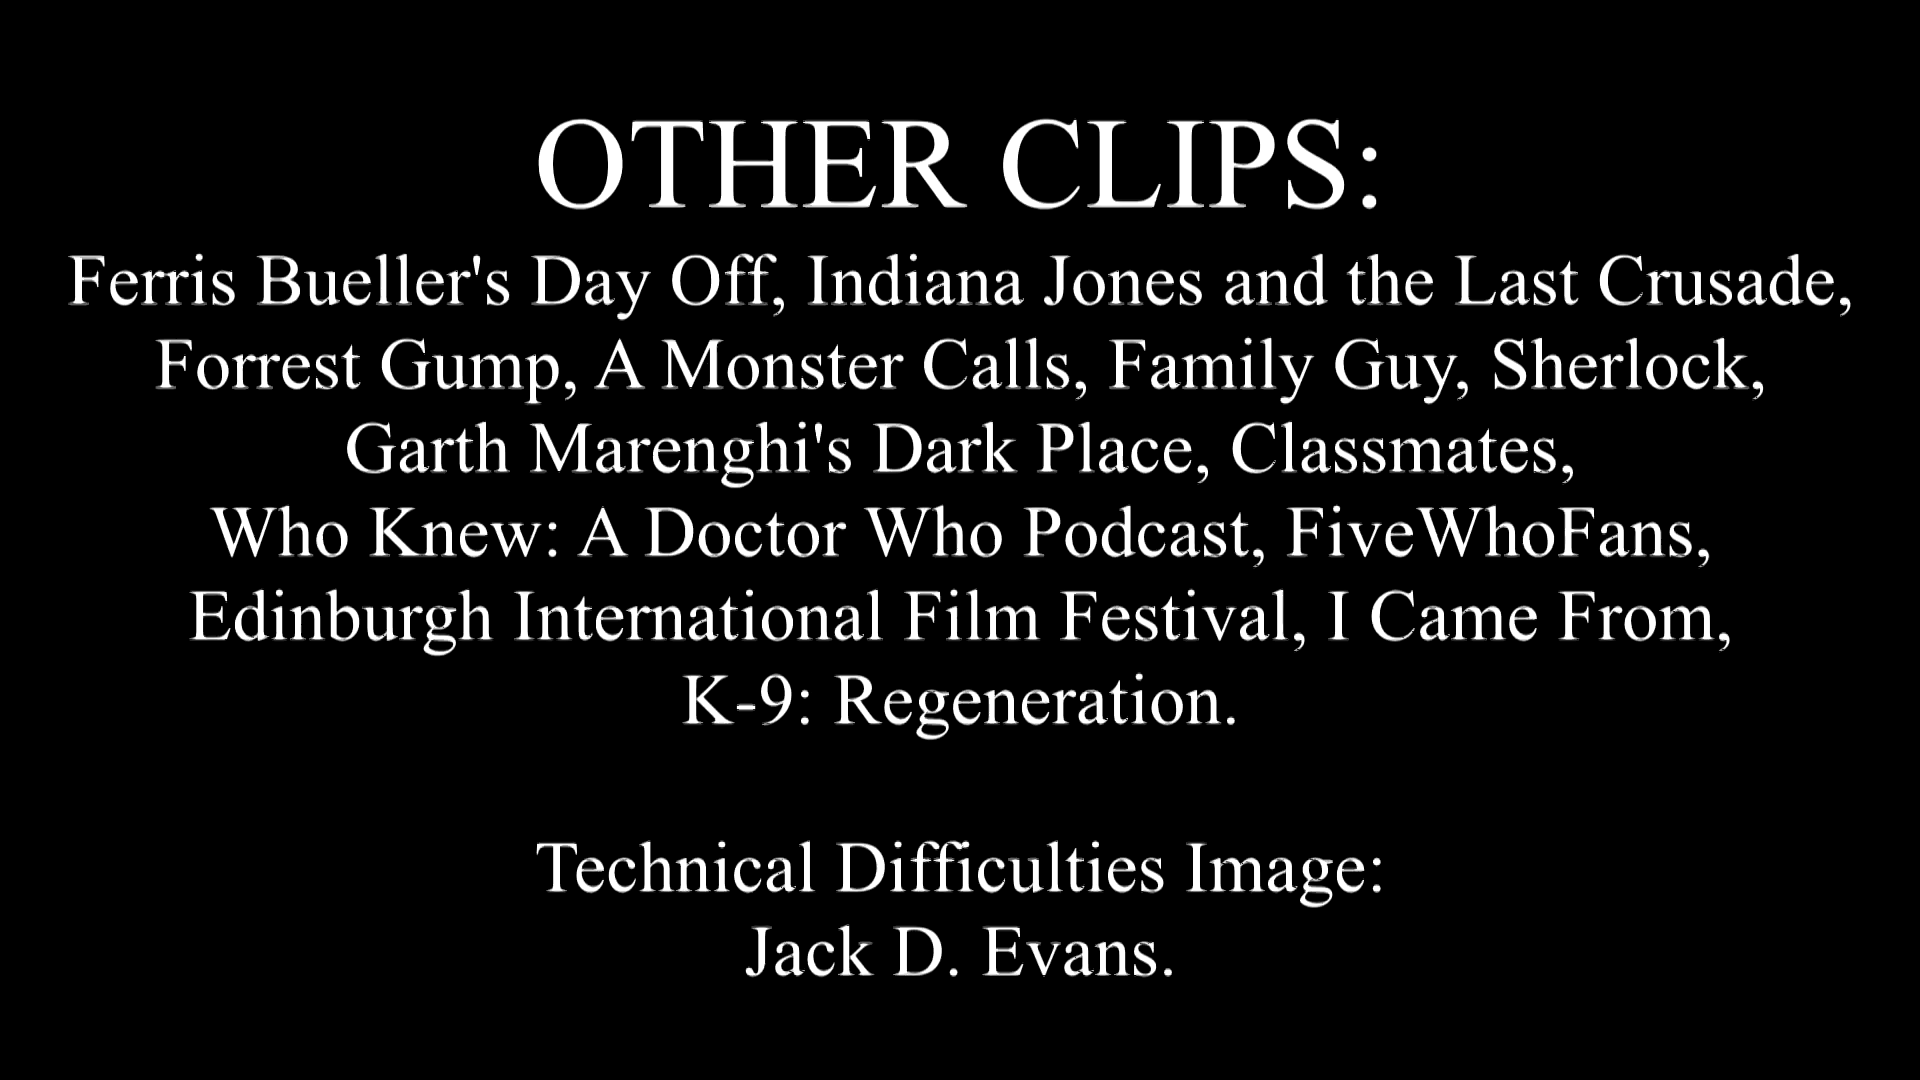 OTHER CLIPS:
Ferris Bueller's Day Off, Indiana Jones and the Last Crusade,
Forrest Gump, A Monster Calls, Family Guy, Sherlock,
Garth Marenghi's Dark Place, Classmates,
Who Knew: A Doctor Who Podcast, FiveWhoFans,
Edinburgh International Film Festival, I Came From,
K-9: Regeneration.
Technical Difficulties Image:
Jack D. Evans.